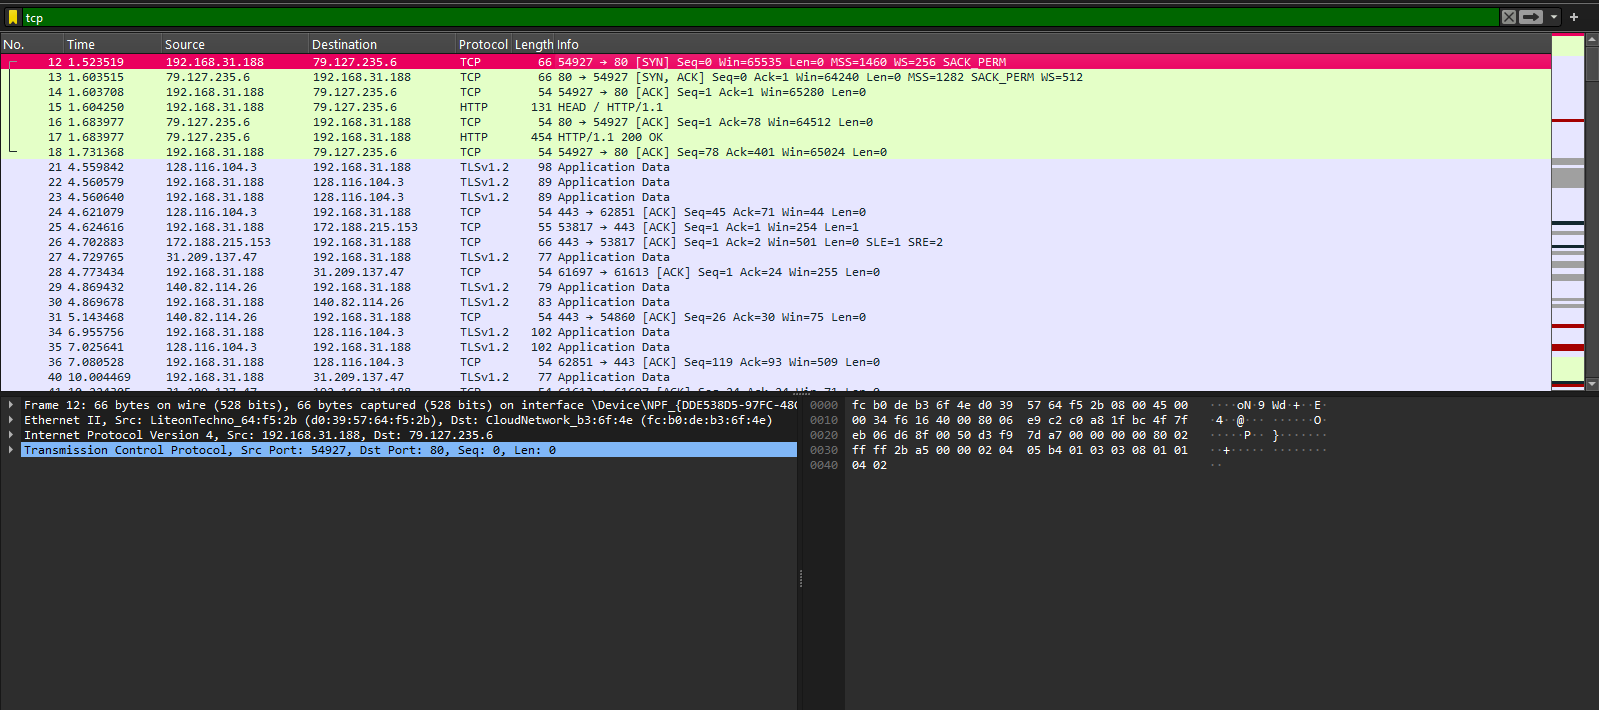 tcp
No. Time Source Destination Protocol Length Info
12 1.523519 192.168.31.188 79.127.235.6 TCP 66 54927 → 80 [SYN] Seq=0 Win=65535 Len=0 MSS=1460 WS=256 SACK_PERM
13 1.603515 79.127.235.6 192.168.31.188 TCP 66 80 → 54927 [SYN, ACK] Seq=0 Ack=1 Win=64240 Len=0 MSS=1282 SACK_PERM WS=512
14 1.603708 192.168.31.188 79.127.235.6 TCP 54 54927 → 80 [ACK] Seq=1 Ack=1 Win=65280 Len=0
15 1.604250 192.168.31.188 79.127.235.6 HTTP 131 HEAD / HTTP/1.1
16 1.683977 79.127.235.6 192.168.31.188 TCP 54 80 → 54927 [ACK] Seq=1 Ack=78 Win=64512 Len=0
17 1.683977 79.127.235.6 192.168.31.188 HTTP 454 HTTP/1.1 200 OK
18 1.731368 192.168.31.188 79.127.235.6 TCP 54 54927 → 80 [ACK] Seq=78 Ack=401 Win=65024 Len=0
21 4.559842 128.116.104.3 192.168.31.188 TLSv1.2 98 Application Data
22 4.560579 192.168.31.188 128.116.104.3 TLSv1.2 89 Application Data
23 4.560640 192.168.31.188 128.116.104.3 TLSv1.2 89 Application Data
24 4.621079 128.116.104.3 192.168.31.188 TCP 54 443 → 62851 [ACK] Seq=45 Ack=71 Win=44 Len=0
25 4.624616 192.168.31.188 172.188.215.153 TCP 55 53817 → 443 [ACK] Seq=1 Ack=1 Win=254 Len=1
26 4.702883 172.188.215.153 192.168.31.188 TCP 66 443 → 53817 [ACK] Seq=1 Ack=2 Win=501 Len=0 SLE=1 SRE=2
27 4.729765 31.209.137.47 192.168.31.188 TLSv1.2 77 Application Data
28 4.773434 192.168.31.188 31.209.137.47 TCP 54 61697 → 61613 [ACK] Seq=1 Ack=24 Win=255 Len=0
29 4.869432 140.82.114.26 192.168.31.188 TLSv1.2 79 Application Data
30 4.869678 192.168.31.188 140.82.114.26 TLSv1.2 83 Application Data
31 5.143468 140.82.114.26 192.168.31.188 TCP 54 443 → 54860 [ACK] Seq=26 Ack=30 Win=75 Len=0
34 6.955756 192.168.31.188 128.116.104.3 TLSv1.2 102 Application Data
35 7.025641 128.116.104.3 192.168.31.188 TLSv1.2 102 Application Data
36 7.080528 192.168.31.188 128.116.104.3 TCP 54 62851 → 443 [ACK] Seq=119 Ack=93 Win=509 Len=0
40 10.004469 192.168.31.188 31.209.137.47 TLSv1.2 77 Application Data
Frame 12: 66 bytes on wire (528 bits), 66 bytes captured (528 bits) on interface \Device\NPF_{DDE538D5-97FC-48
Ethernet II, Src: LiteonTechno_64:f5:2b (d0:39:57:64:f5:2b), Dst: CloudNetwork_b3:6f:4e (fc:b0:de:b3:6f:4e)
Internet Protocol Version 4, Src: 192.168.31.188, Dst: 79.127.235.6
Transmission Control Protocol, Src Port: 54927, Dst Port: 80, Seq: 0, Len: 0
0000 fc b0 de b3 6f 4e d0 39 57 64 f5 2b 08 00 45 00 ····oN·9 Wd·+··E·
0010 00 34 f6 16 40 00 80 06 e9 c2 c0 a8 1f bc 4f 7f ·4··@··· ······O·
0020 eb 06 d6 8f 00 50 d3 f9 7d a7 00 00 00 00 80 02 ·····P·· }·······
0030 ff ff 2b a5 00 00 02 04 05 b4 01 03 03 08 01 01 ··+····· ········
0040 04 02 ··